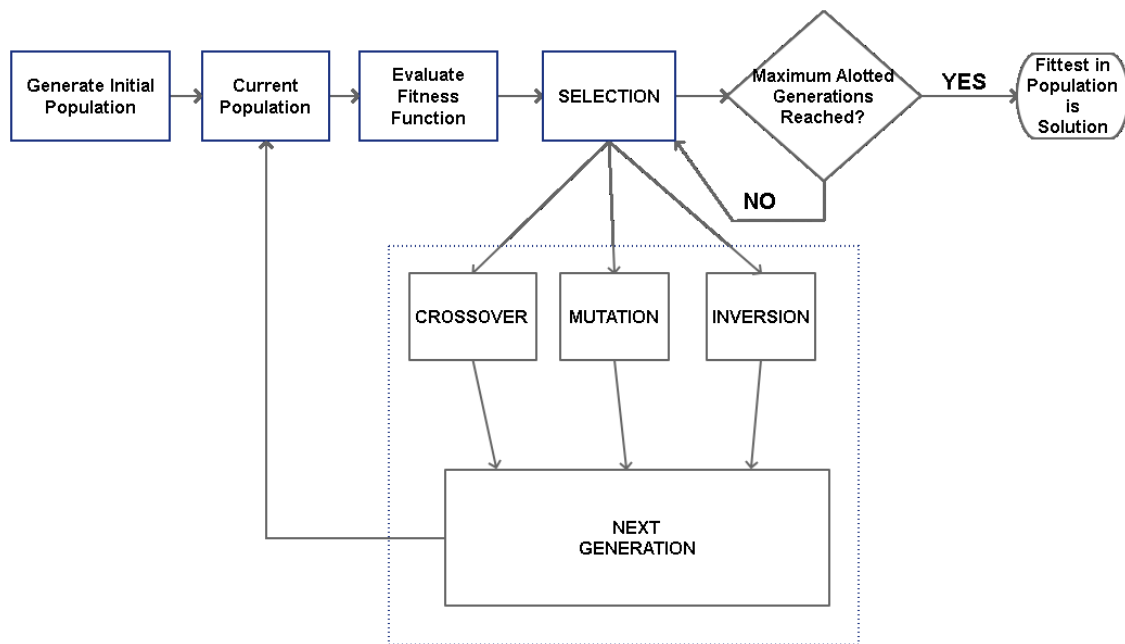 Generate Initial
Population
Current
Population
Evaluate
Fitness
Function
SELECTION
Maximum Alotted
Generations
Reached?
YES
Fittest in
Population
is
Solution
NO
CROSSOVER
MUTATION
INVERSION
NEXT
GENERATION